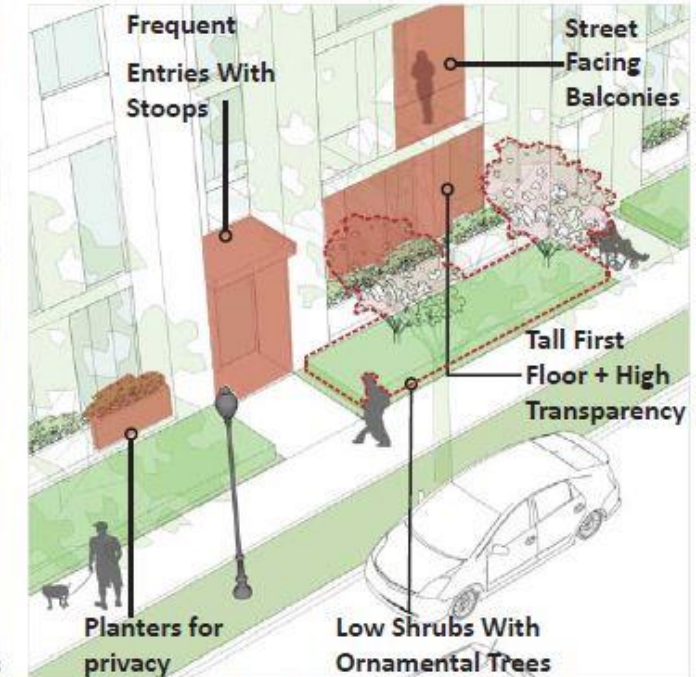 Frequent
Entries With
Stoops
Street
Facing
Balconies
Tall First
Floor + High
Transparency
Planters for
privacy
Low Shrubs With
Ornamental Trees